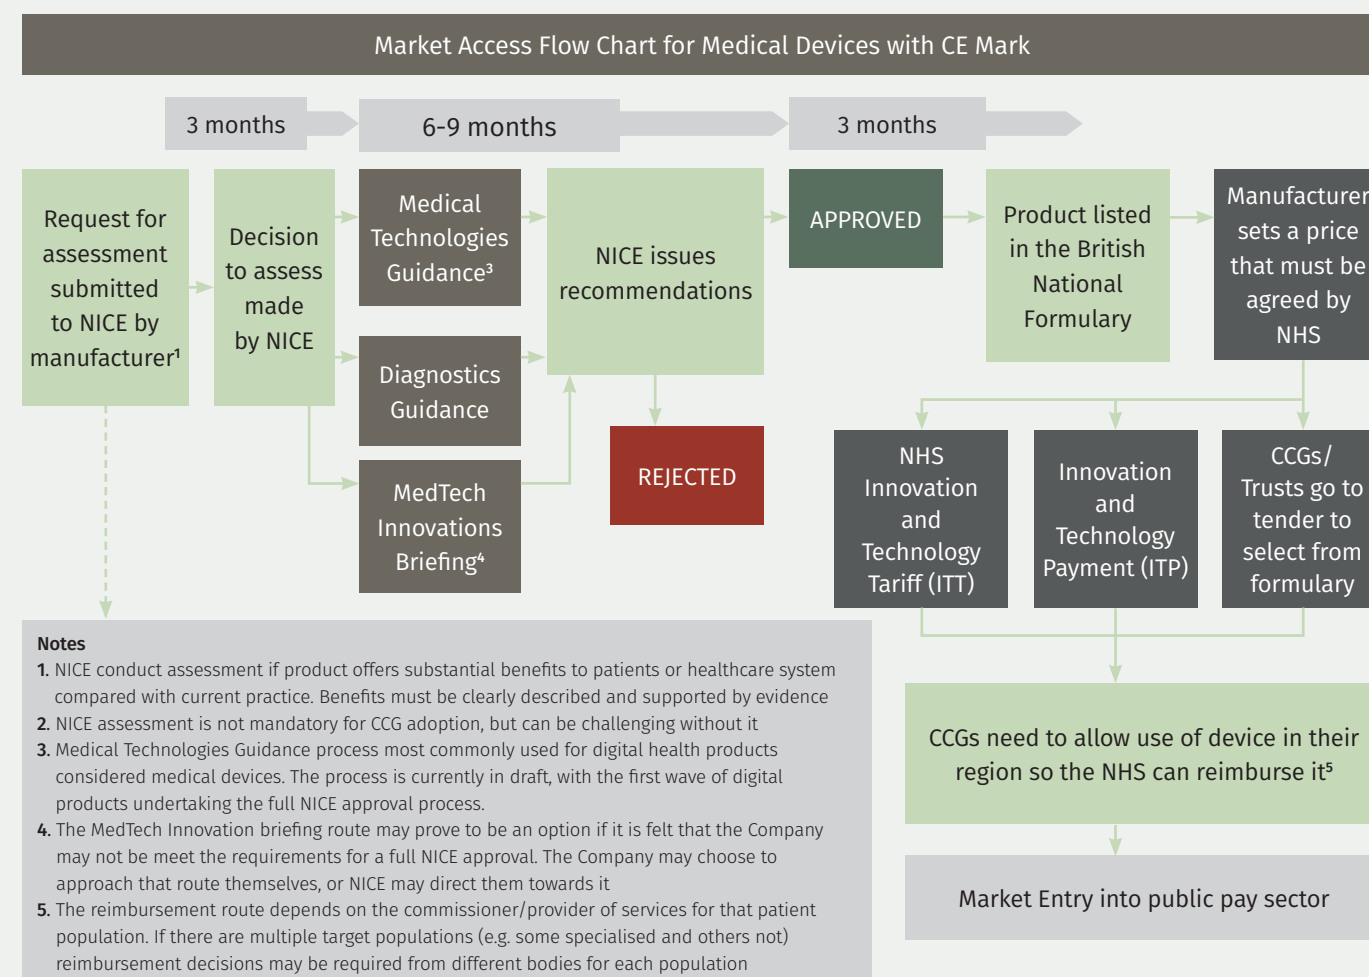 Market Access Flow Chart for Medical Devices with CE Mark
3 months
6-9 months
3 months
Request for
assessment
submitted
to NICE by
manufacturer¹
Decision
to assess
made
by NICE
Medical
Technologies
Guidance³
Diagnostics
Guidance
MedTech
Innovations
Briefing⁴
NICE issues
recommendations
REJECTED
APPROVED
Product listed
in the British
National
Formulary
Manufacturer
sets a price
that must be
agreed by
NHS
NHS
Innovation
and
Technology
Tariff (ITT)
Innovation
and
Technology
Payment (ITP)
CCGs/
Trusts go to
tender to
select from
formulary
CCGs need to allow use of device in their
region so the NHS can reimburse it⁵
Market Entry into public pay sector
Notes
1. NICE conduct assessment if product offers substantial benefits to patients or healthcare system
compared with current practice. Benefits must be clearly described and supported by evidence
2. NICE assessment is not mandatory for CCG adoption, but can be challenging without it
3. Medical Technologies Guidance process most commonly used for digital health products
considered medical devices. The process is currently in draft, with the first wave of digital
products undertaking the full NICE approval process.
4. The MedTech Innovation briefing route may prove to be an option if it is felt that the Company
may not be meet the requirements for a full NICE approval. The Company may choose to
approach that route themselves, or NICE may direct them towards it
5. The reimbursement route depends on the commissioner/provider of services for that patient
population. If there are multiple target populations (e.g. some specialised and others not)
reimbursement decisions may be required from different bodies for each population